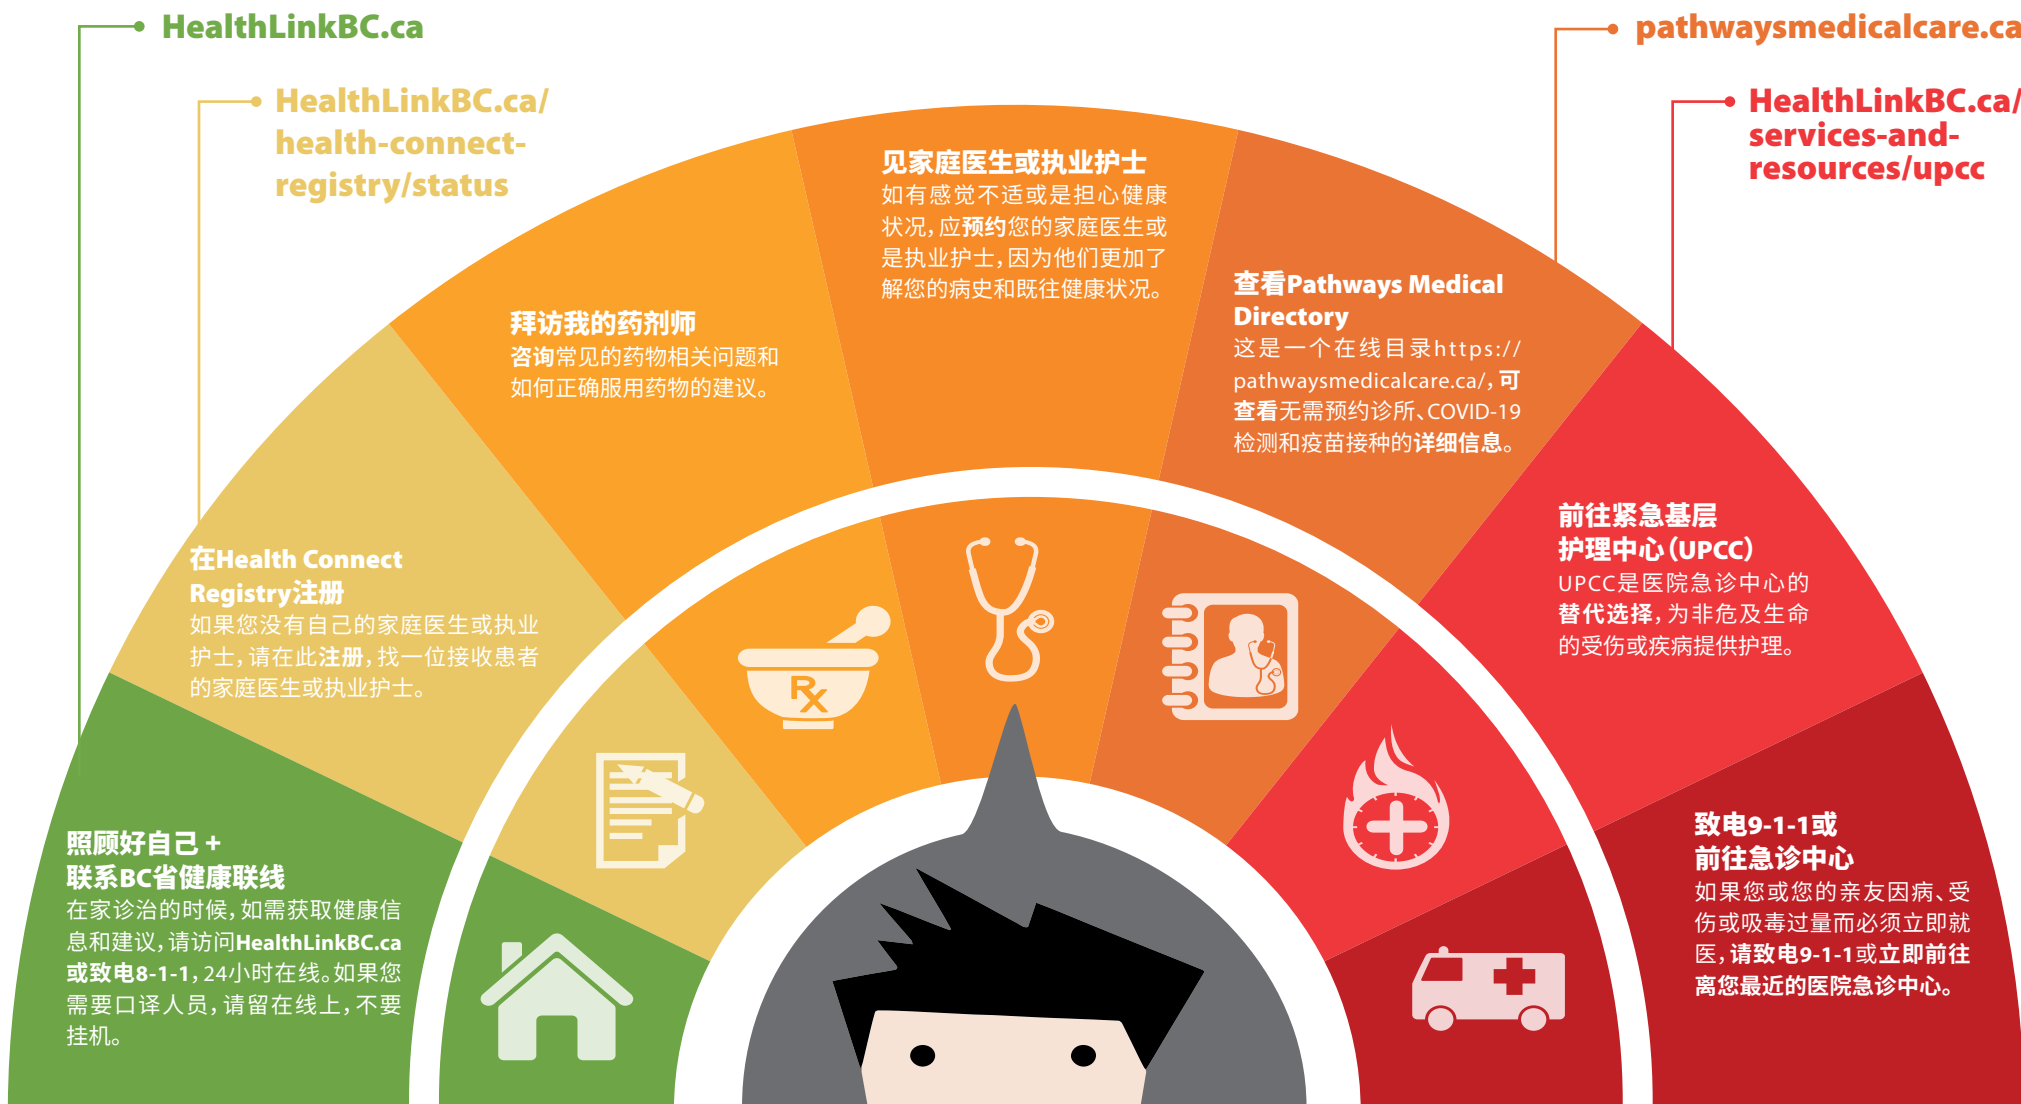 HealthLinkBC.ca
HealthLinkBC.ca/
health-connect-
registry/status
pathwaysmedicalcare.ca
HealthLinkBC.ca/
services-and-
resources/upcc
照顾好自己 +
联系BC省健康联线
在家诊治的时候，如需获取健康信
息和建议，请访问HealthLinkBC.ca
或致电8-1-1，24小时在线。如果您
需要口译人员，请留在线上，不要
挂机。
在Health Connect
Registry注册
如果您没有自己的家庭医生或执业
护士，请在此注册，找一位接收患者
的家庭医生或执业护士。
拜访我的药剂师
咨询常见的药物相关问题和
如何正确服用药物的建议。
见家庭医生或执业护士
如有感觉不适或是担心健康
状况，应预约您的家庭医生或
是执业护士，因为他们更加了
解您的病史和既往健康状况。
查看Pathways Medical
Directory
这是一个在线目录https://
pathwaysmedicalcare.ca/，可
查看无需预约诊所、COVID-19
检测和疫苗接种的详细信息。
前往紧急基层
护理中心（UPCC）
UPCC是医院急诊中心的
替代选择，为非危及生命
的受伤或疾病提供护理。
致电9-1-1或
前往急诊中心
如果您或您的亲友因病、受
伤或吸毒过量而必须立即就
医，请致电9-1-1或立即前往
离您最近的医院急诊中心。
Rx